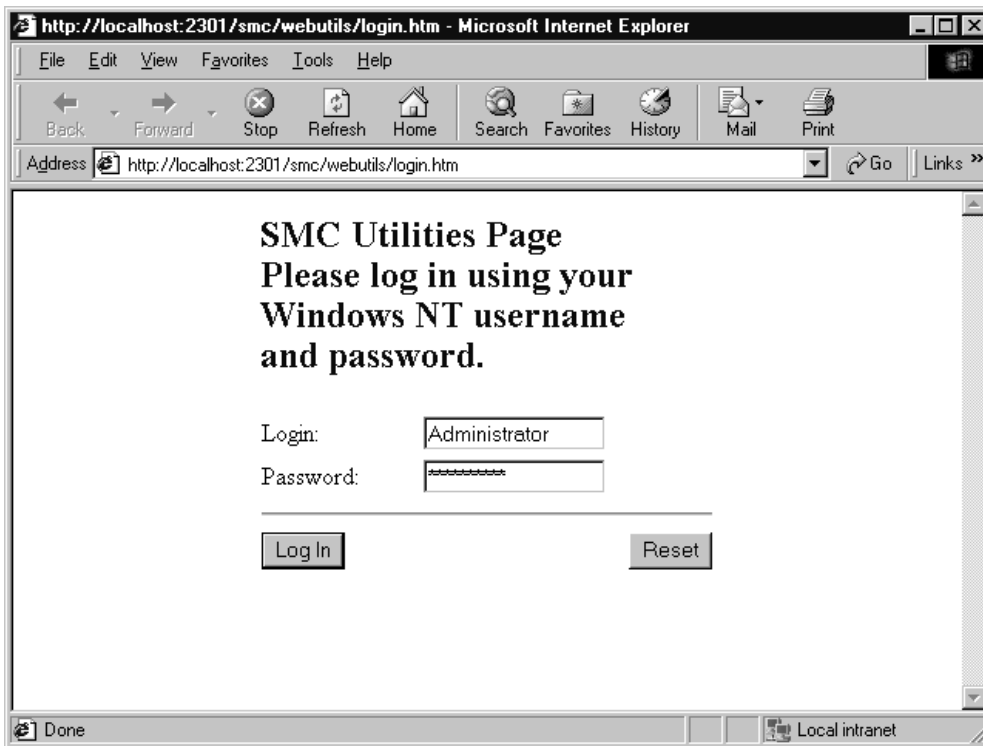 http://localhost:2301/smc/webutils/login.htm - Microsoft Internet Explorer
File Edit View Favorites Tools Help
Back Forward Stop Refresh Home Search Favorites History Mail Print
Address http://localhost:2301/smc/webutils/login.htm Go Links »
SMC Utilities Page
Please log in using your
Windows NT username
and password.
Login: Administrator
Password: **********
Log In Reset
Done Local intranet